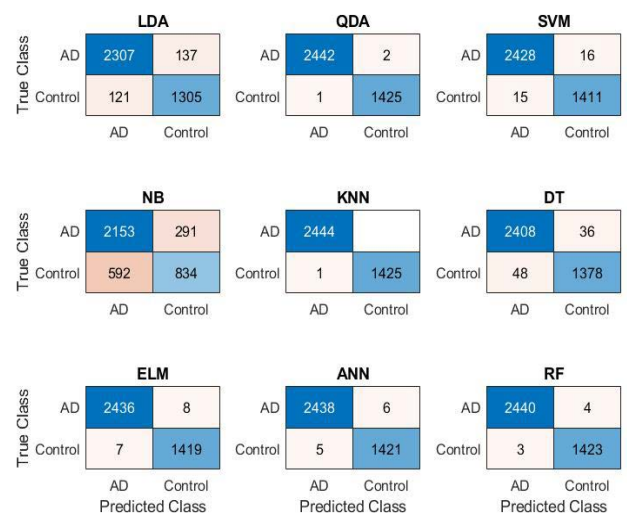 LDA QDA SVM
True Class AD 2307 137 AD 2442 2 AD 2428 16
Control 121 1305 Control 1 1425 Control 15 1411
AD Control AD Control AD Control
NB KNN DT
True Class AD 2153 291 AD 2444 AD 2408 36
Control 592 834 Control 1 1425 Control 48 1378
AD Control AD Control AD Control
ELM ANN RF
True Class AD 2436 8 AD 2438 6 AD 2440 4
Control 7 1419 Control 5 1421 Control 3 1423
AD Control AD Control AD Control
Predicted Class Predicted Class Predicted Class